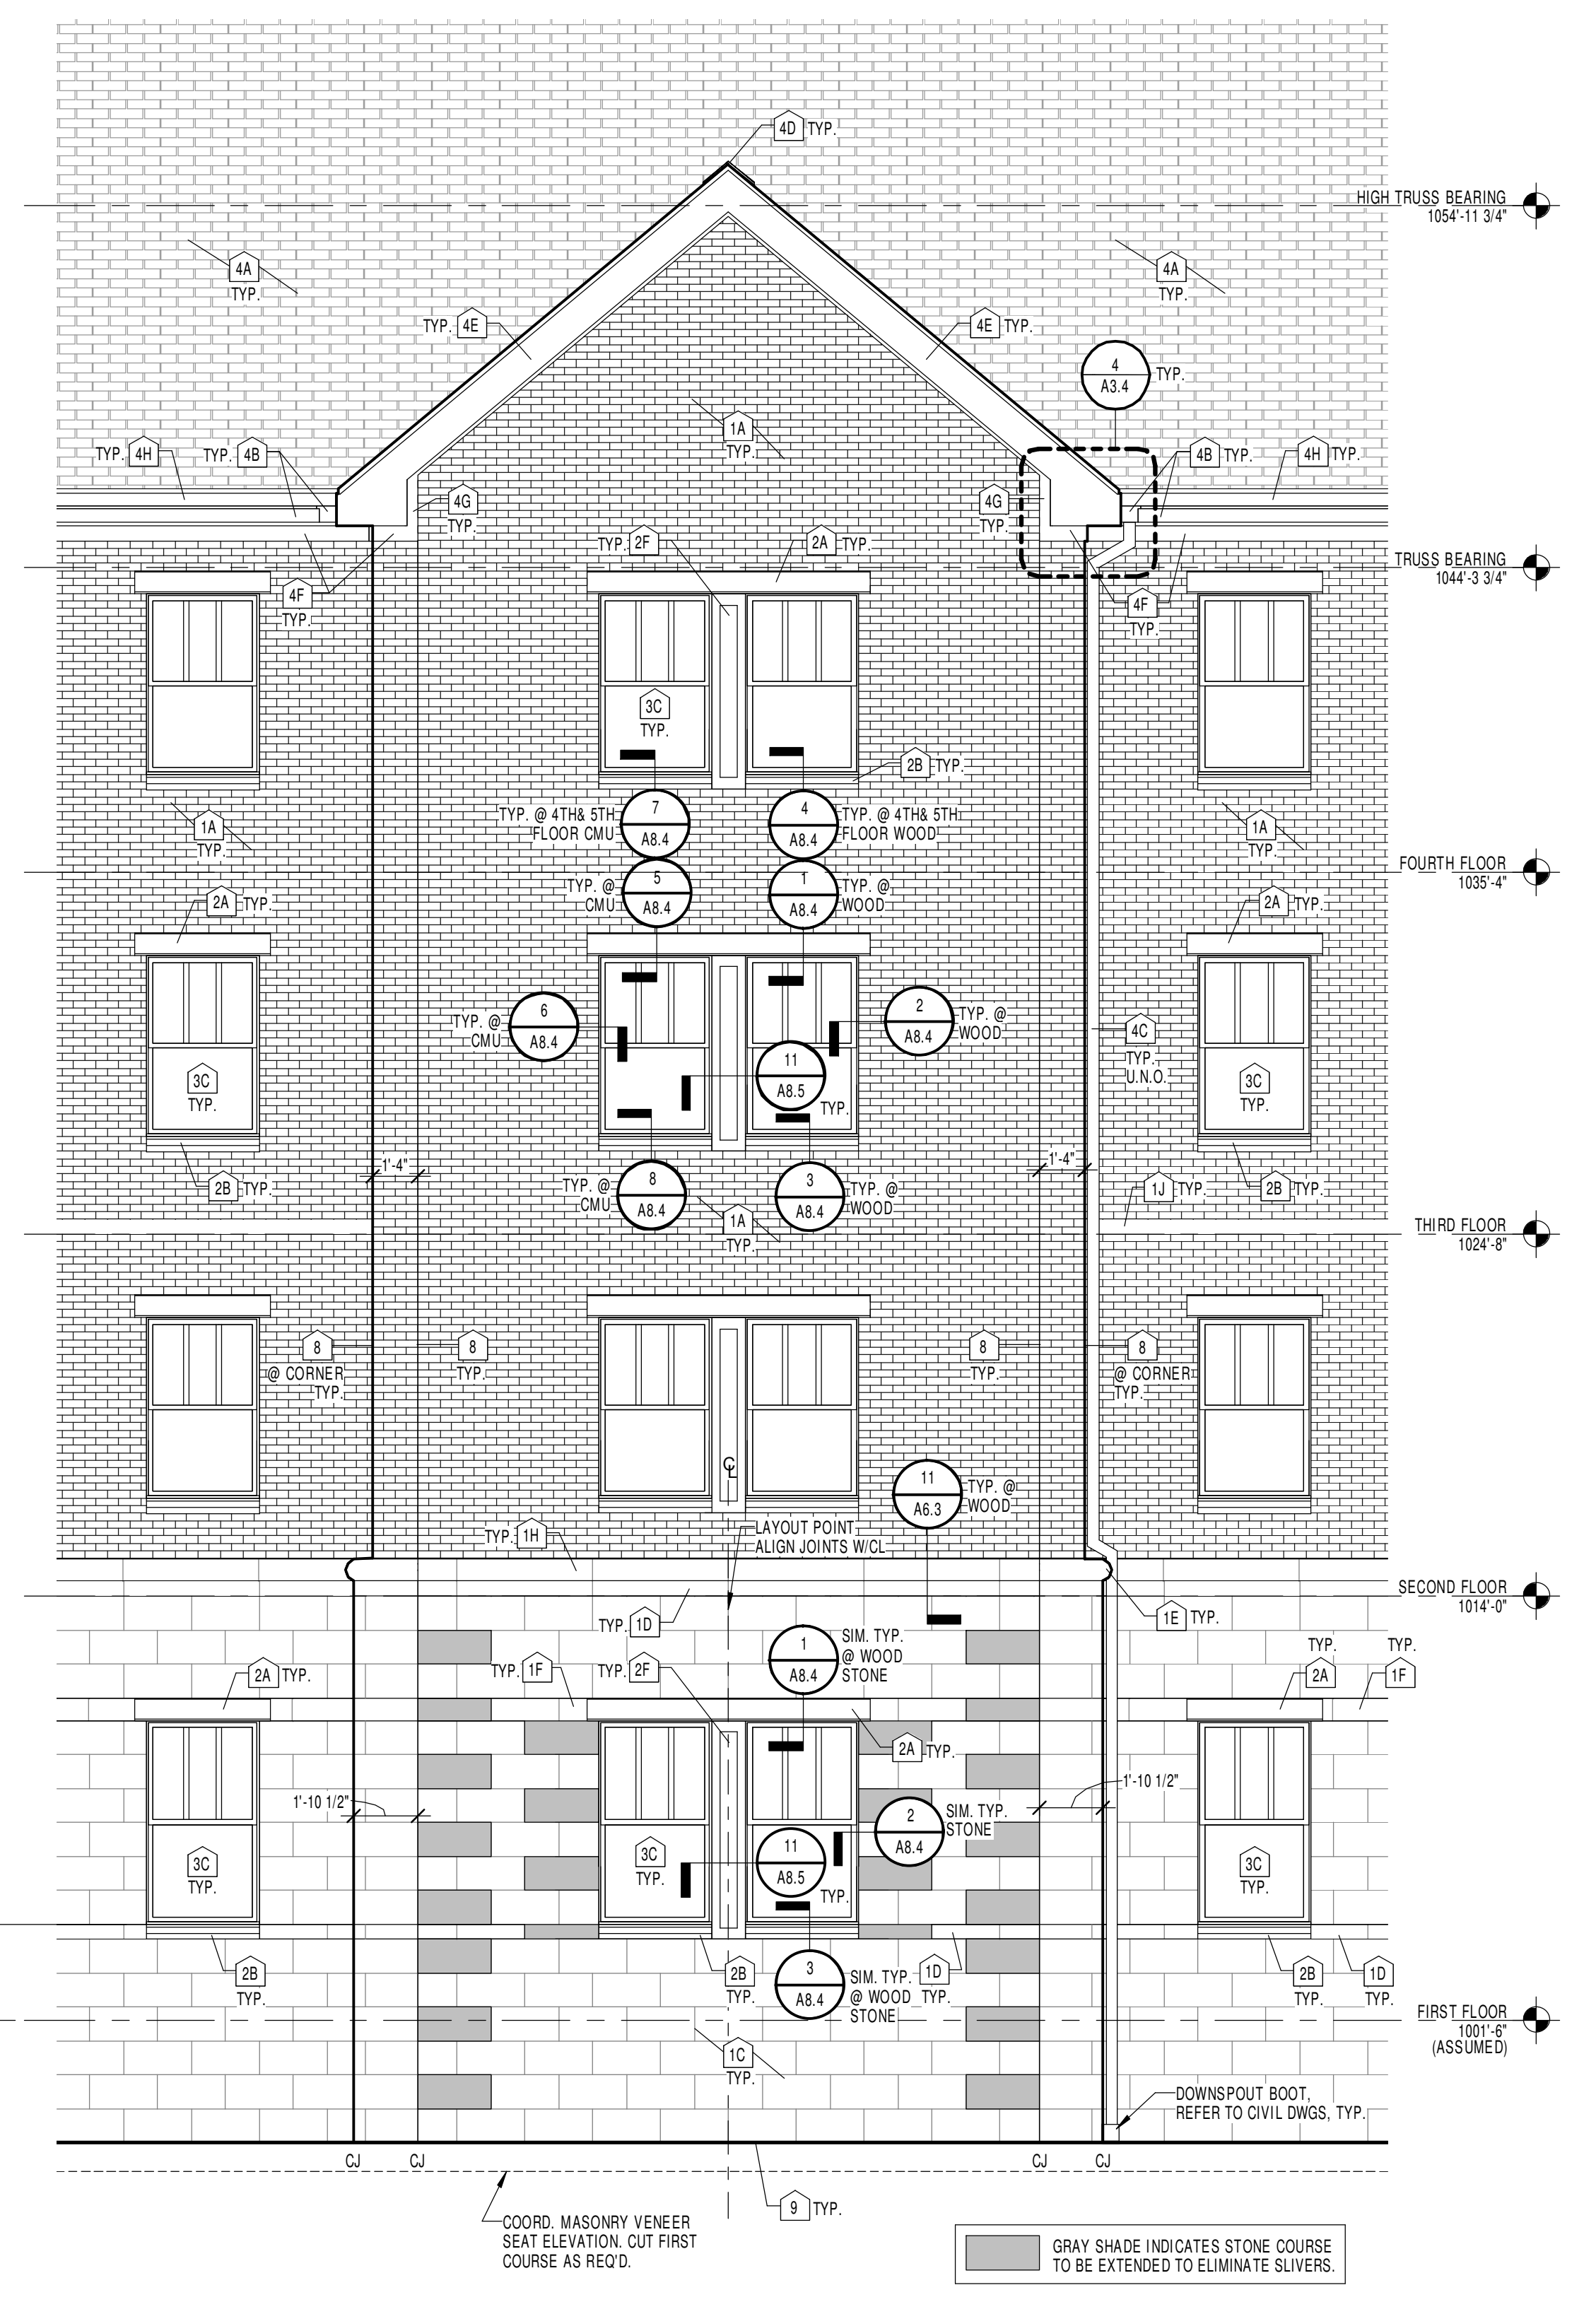 4D TYP.
HIGH TRUSS BEARING
1054'-11 3/4"
4A
TYP.
4A
TYP.
TYP. 4E
4E TYP.
4
A3.4
TYP.
1A
TYP.
TYP. 4H
TYP. 4B
4B TYP.
4H TYP.
4G
TYP.
4G
TYP.
TYP. 2F
2A TYP.
TRUSS BEARING
1044'-3 3/4"
4F
TYP.
4F
TYP.
3C
TYP.
2B TYP.
TYP. @ 4TH& 5TH
FLOOR CMU
7
A8.4
4
A8.4
TYP. @ 4TH& 5TH
FLOOR WOOD
1A
TYP.
1A
TYP.
FOURTH FLOOR
1035'-4"
TYP. @
CMU
5
A8.4
1
A8.4
TYP. @
WOOD
2A TYP.
2A TYP.
TYP. @
CMU
6
A8.4
2
A8.4
TYP. @
WOOD
4C
TYP.
U.N.O.
3C
TYP.
11
A8.5
TYP.
3C
TYP.
1'-4"
1'-4"
2B TYP.
TYP. @
CMU
8
A8.4
3
A8.4
TYP. @
WOOD
1J TYP.
2B TYP.
1A
TYP.
THIRD FLOOR
1024'-8"
8
@ CORNER
TYP.
8
TYP.
8
TYP.
8
@ CORNER
TYP.
CL
11
A6.3
TYP. @
WOOD
TYP. 1H
LAYOUT POINT
ALIGN JOINTS W/CL
SECOND FLOOR
1014'-0"
TYP. 1D
1E TYP.
1
A8.4
SIM. TYP.
@ WOOD
STONE
2A TYP.
TYP. 1F
TYP. 2F
TYP.
2A
TYP.
1F
2A TYP.
1'-10 1/2"
1'-10 1/2"
2
A8.4
SIM. TYP.
STONE
3C
TYP.
3C
TYP.
11
A8.5
TYP.
3C
TYP.
2B
TYP.
2B
TYP.
3
A8.4
SIM. TYP.
@ WOOD
STONE
1D
TYP.
2B
TYP.
1D
TYP.
FIRST FLOOR
1001'-6"
(ASSUMED)
1C
TYP.
DOWNSPOUT BOOT,
REFER TO CIVIL DWGS, TYP.
CJ CJ CJ CJ
9 TYP.
COORD. MASONRY VENEER
SEAT ELEVATION. CUT FIRST
COURSE AS REQ'D.
GRAY SHADE INDICATES STONE COURSE
TO BE EXTENDED TO ELIMINATE SLIVERS.